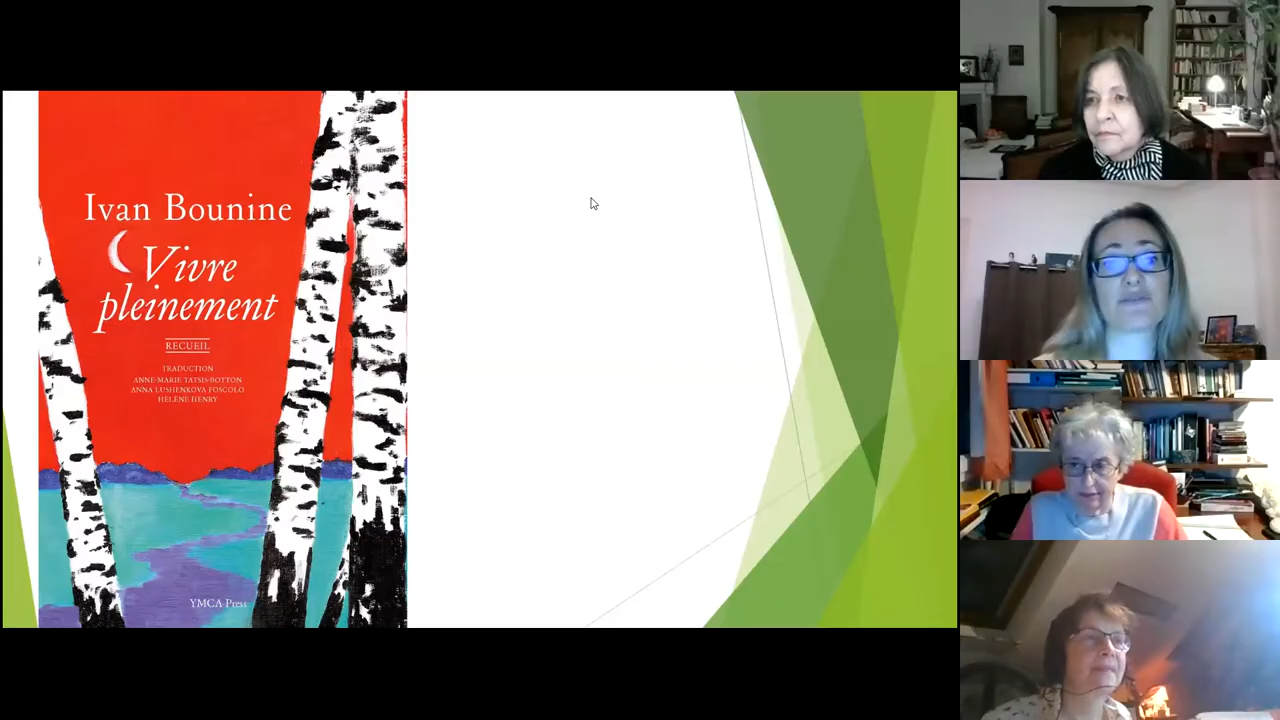 Ivan Bounine
Vivre
pleinement
RECUEIL
TRADUCTION
ANNE-MARIE TATSIS-BOTTON
ANNA LUSHENKOVA FOSCOLO
HÉLÈNE HENRY
YMCA-Press